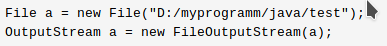 File a = new File("D:/myprogramm/java/test");
OutputStream a = new FileOutputStream(a);